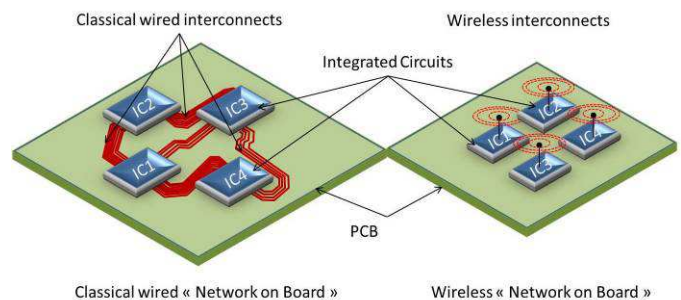 Classical wired interconnects
Wireless interconnects
Integrated Circuits
IC2
IC3
IC1
IC4
IC2
IC1
IC4
IC3
PCB
Classical wired « Network on Board »
Wireless « Network on Board »